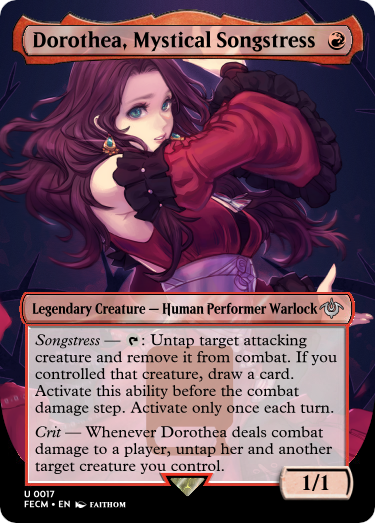 Dorothea, Mystical Songstress
Legendary Creature — Human Performer Warlock
Songstress — : Untap target attacking
creature and remove it from combat. If you
controlled that creature, draw a card.
Activate this ability before the combat
damage step. Activate only once each turn.
Crit — Whenever Dorothea deals combat
damage to a player, untap her and another
target creature you control.
1/1
U 0017
FECM • EN FAITHOM